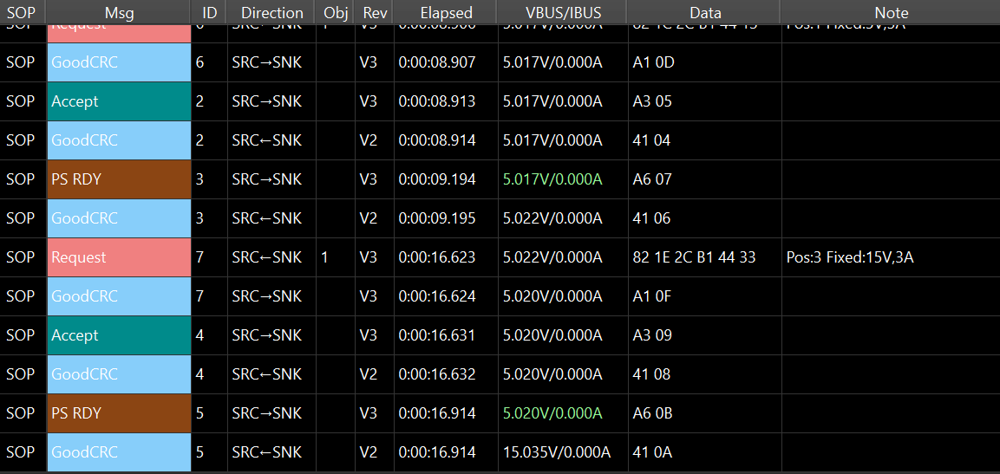 SOP Msg ID Direction Obj Rev Elapsed VBUS/IBUS Data Note
SOP Request 6 SRC←SNK 1 V3 0:00:08.906 5.017V/0.000A 82 1C 2C B1 44 13 Pos:1 Fixed:5V,3A
SOP GoodCRC 6 SRC→SNK V3 0:00:08.907 5.017V/0.000A A1 0D
SOP Accept 2 SRC→SNK V3 0:00:08.913 5.017V/0.000A A3 05
SOP GoodCRC 2 SRC←SNK V2 0:00:08.914 5.017V/0.000A 41 04
SOP PS RDY 3 SRC→SNK V3 0:00:09.194 5.017V/0.000A A6 07
SOP GoodCRC 3 SRC←SNK V2 0:00:09.195 5.022V/0.000A 41 06
SOP Request 7 SRC←SNK 1 V3 0:00:16.623 5.022V/0.000A 82 1E 2C B1 44 33 Pos:3 Fixed:15V,3A
SOP GoodCRC 7 SRC→SNK V3 0:00:16.624 5.020V/0.000A A1 0F
SOP Accept 4 SRC→SNK V3 0:00:16.631 5.020V/0.000A A3 09
SOP GoodCRC 4 SRC←SNK V2 0:00:16.632 5.020V/0.000A 41 08
SOP PS RDY 5 SRC→SNK V3 0:00:16.914 5.020V/0.000A A6 0B
SOP GoodCRC 5 SRC←SNK V2 0:00:16.914 15.035V/0.000A 41 0A